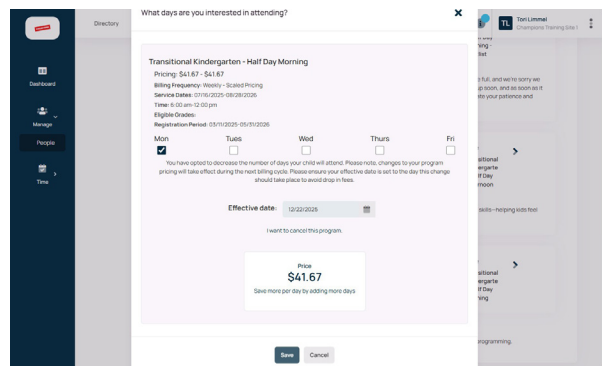 What days are you interested in attending?
Directory
TL
Tori Limmel
Champions Training Site 1
Dashboard
Manage
People
Time
Transitional Kindergarten - Half Day Morning
Pricing: $41.67 - $41.67
Billing Frequency: Weekly - Scaled Pricing
Service Dates: 07/16/2025-08/28/2026
Time: 6:00 am-12:00 pm
Eligible Grades:
Registration Period: 03/11/2025-05/31/2026
Mon Tues Wed Thurs Fri
You have opted to decrease the number of days your child will attend. Please note, changes to your program
pricing will take effect during the next billing cycle. Please ensure your effective date is set to the day this change
should take place to avoid drop in fees.
Effective date: 12/22/2025
I want to cancel this program.
Price
$41.67
Save more per day by adding more days
Save Cancel
ning -
list
e full, and we're sorry we
up soon, and as soon as it
ate your patience and
sitional
ergarte
lf Day
rnoon
skills -helping kids feel
sitional
ergarte
lf Day
ning
programming.